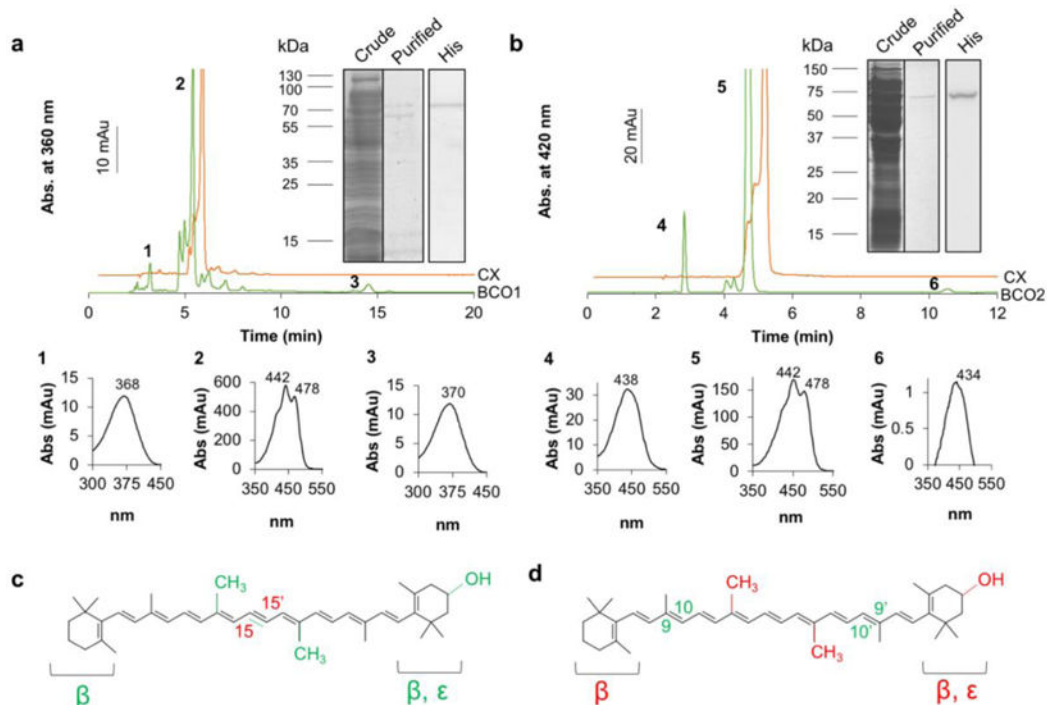 a
kDa
Crude
Purified
His
130
100
70
55
35
25
15
10 mAu
Abs. at 360 nm
1
2
3
CX
BCO1
0 5 10 15 20
Time (min)
b
kDa
Crude
Purified
His
150
75
50
37
25
20
15
20 mAu
Abs. at 420 nm
4
5
6
CX
BCO2
0 2 4 6 8 10 12
Time (min)
1
368
Abs (mAu)
15
10
5
0
300 375 450
nm
2
442
478
Abs (mAu)
600
400
200
0
350 450 550
nm
3
370
Abs (mAu)
15
10
5
0
300 375 450
nm
4
438
Abs (mAu)
30
20
10
0
350 450 550
nm
5
442
478
Abs (mAu)
150
100
50
0
350 450 550
nm
6
434
Abs (mAu)
1
0.5
0
350 450 550
nm
c
CH3
OH
15'
15
CH3
β
β, ε
d
CH3
OH
10
9
9'
10'
CH3
β
β, ε